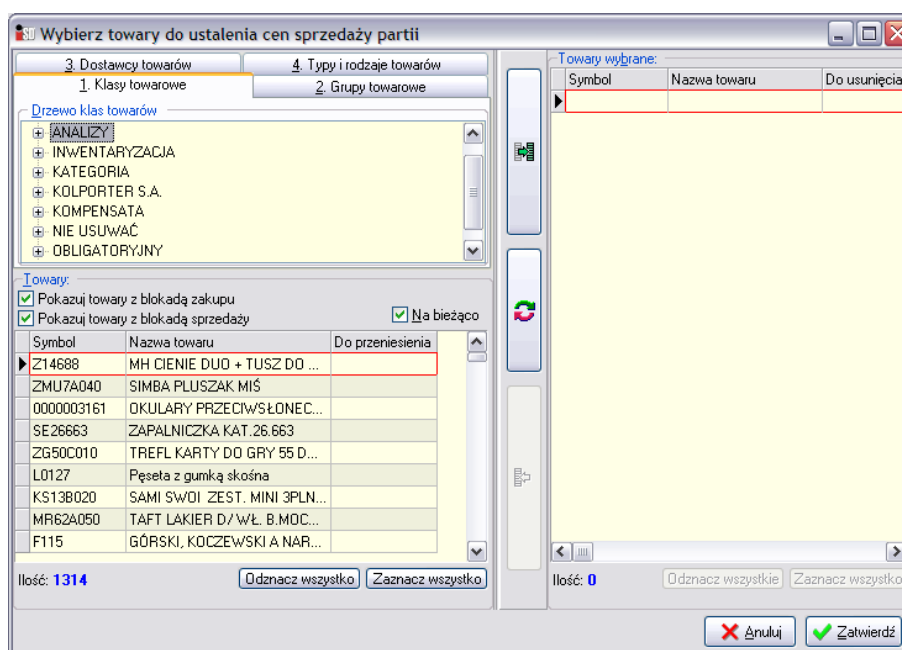 Wybierz towary do ustalenia cen sprzedaży partii
3. Dostawcy towarów
4. Typy i rodzaje towarów
1. Klasy towarowe
2. Grupy towarowe
Drzewo klas towarów
ANALIZY
INWENTARYZACJA
KATEGORIA
KOLPORTER S.A.
KOMPENSATA
NIE USUWAĆ
OBLIGATORYJNY
Towary:
Pokazuj towary z blokadą zakupu
Pokazuj towary z blokadą sprzedaży
Na bieżąco
Symbol Nazwa towaru Do przeniesienia
Z14688 MH CIENIE DUO + TUSZ DO ...
ZMU7A040 SIMBA PLUSZAK MIŚ
0000003161 OKULARY PRZECIWSŁONEC...
SE26663 ZAPALNICZKA KAT.26.663
ZG50C010 TREFL KARTY DO GRY 55 D...
L0127 Pęseta z gumką skośna
KS13B020 SAMI SWOI ZEST. MINI 3PLN...
MR62A050 TAFT LAKIER D/WŁ. B.MOC...
F115 GÓRSKI, KOCZEWSKI A NAR...
Ilość: 1314
Odznacz wszystko
Zaznacz wszystko
Towary wybrane:
Symbol Nazwa towaru Do usunięcia
Ilość: 0
Odznacz wszystkie
Zaznacz wszystko
Anuluj
Zatwierdź